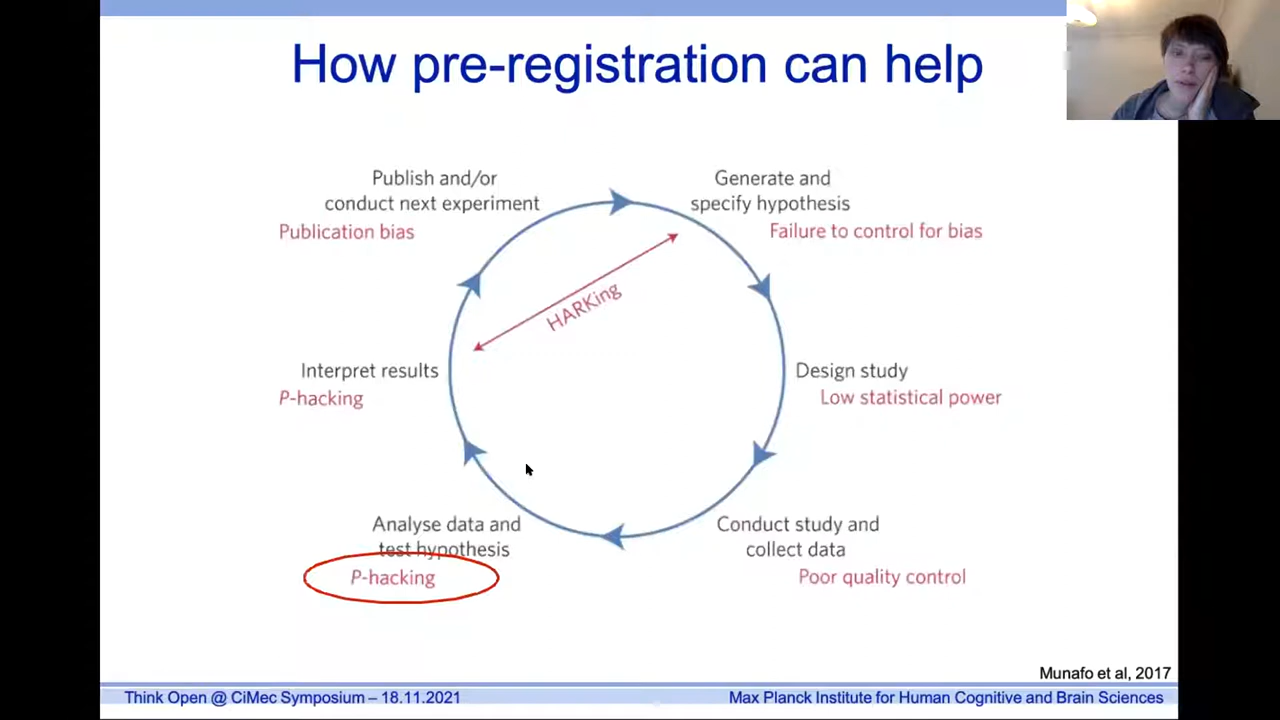 How pre-registration can help
Publish and/or
conduct next experiment
Publication bias
Generate and
specify hypothesis
Failure to control for bias
HARKing
Interpret results
P-hacking
Design study
Low statistical power
Analyse data and
test hypothesis
P-hacking
Conduct study and
collect data
Poor quality control
Munafo et al, 2017
Think Open @ CiMec Symposium – 18.11.2021
Max Planck Institute for Human Cognitive and Brain Sciences